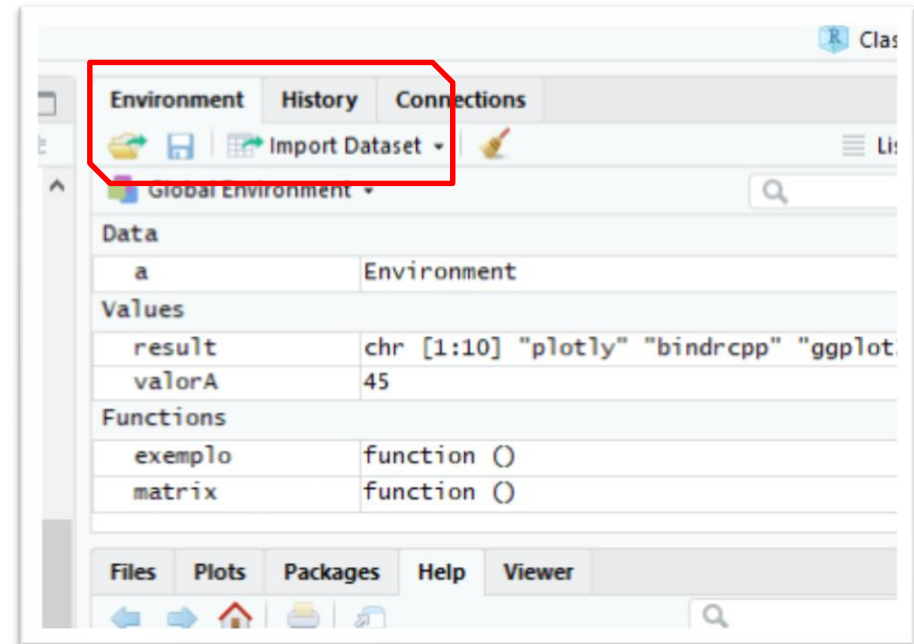 Clas
Environment History Connections
Import Dataset Lis
Global Environment
Data
a Environment
Values
result chr [1:10] "plotly" "bindrcpp" "ggplot
valorA 45
Functions
exemplo function ()
matrix function ()
Files Plots Packages Help Viewer